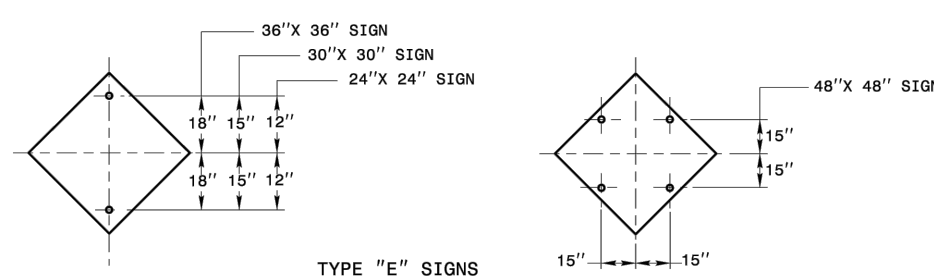 36"X 36" SIGN
30"X 30" SIGN
24"X 24" SIGN
48"X 48" SIGN
18" 15" 12"
15"
18" 15" 12"
15"
15" 15"
TYPE "E" SIGNS